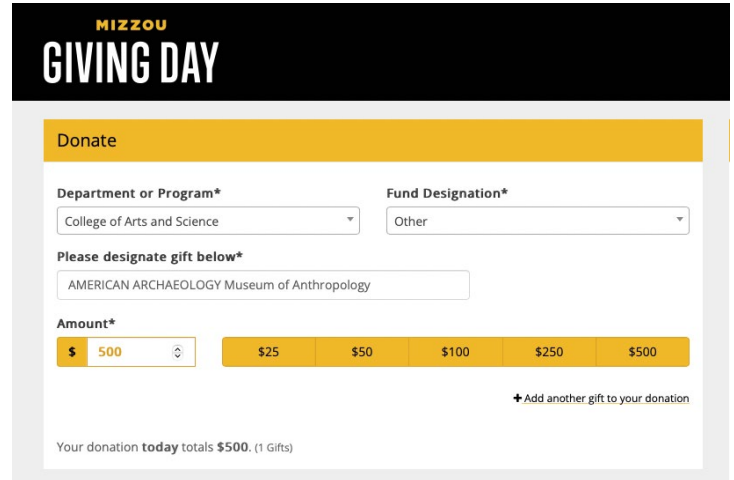 MIZZOU
GIVING DAY
Donate
Department or Program*
Fund Designation*
College of Arts and Science
Other
Please designate gift below*
AMERICAN ARCHAEOLOGY Museum of Anthropology
Amount*
$ 500 $25 $50 $100 $250 $500
+ Add another gift to your donation
Your donation today totals $500. (1 Gifts)